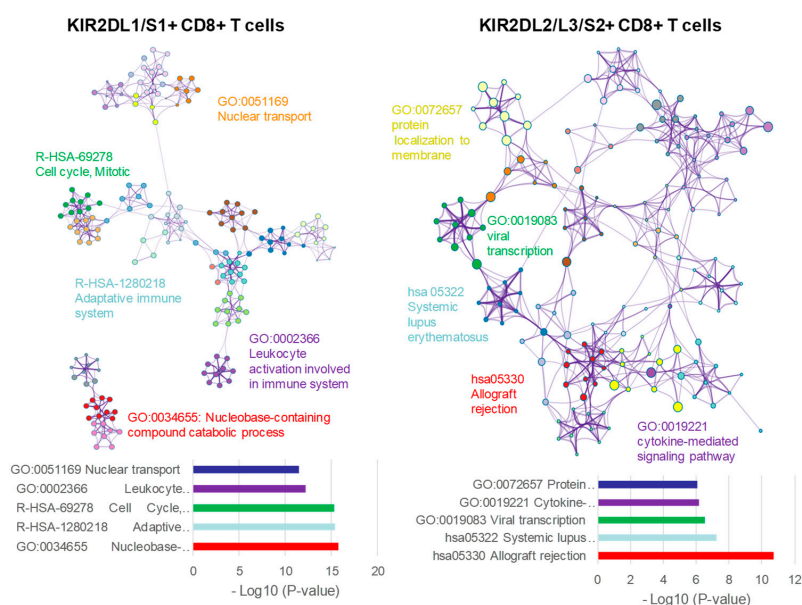 KIR2DL1/S1+ CD8+ T cells
GO:0051169
Nuclear transport
R-HSA-69278
Cell cycle, Mitotic
R-HSA-1280218
Adaptative immune
system
GO:0002366
Leukocyte
activation involved
in immune system
GO:0034655: Nucleobase-containing
compound catabolic process
GO:0051169 Nuclear transport
GO:0002366 Leukocyte..
R-HSA-69278 Cell Cycle,..
R-HSA-1280218 Adaptive..
GO:0034655 Nucleobase-..
0 5 10 15 20
- Log10 (P-value)
KIR2DL2/L3/S2+ CD8+ T cells
GO:0072657
protein
localization to
membrane
GO:0019083
viral
transcription
hsa 05322
Systemic
lupus
erythematosus
hsa05330
Allograft
rejection
GO:0019221
cytokine-mediated
signaling pathway
GO:0072657 Protein..
GO:0019221 Cytokine-..
GO:0019083 Viral transcription
hsa05322 Systemic lupus..
hsa05330 Allograft rejection
0 2 4 6 8 10 12
- Log10 (P-value)